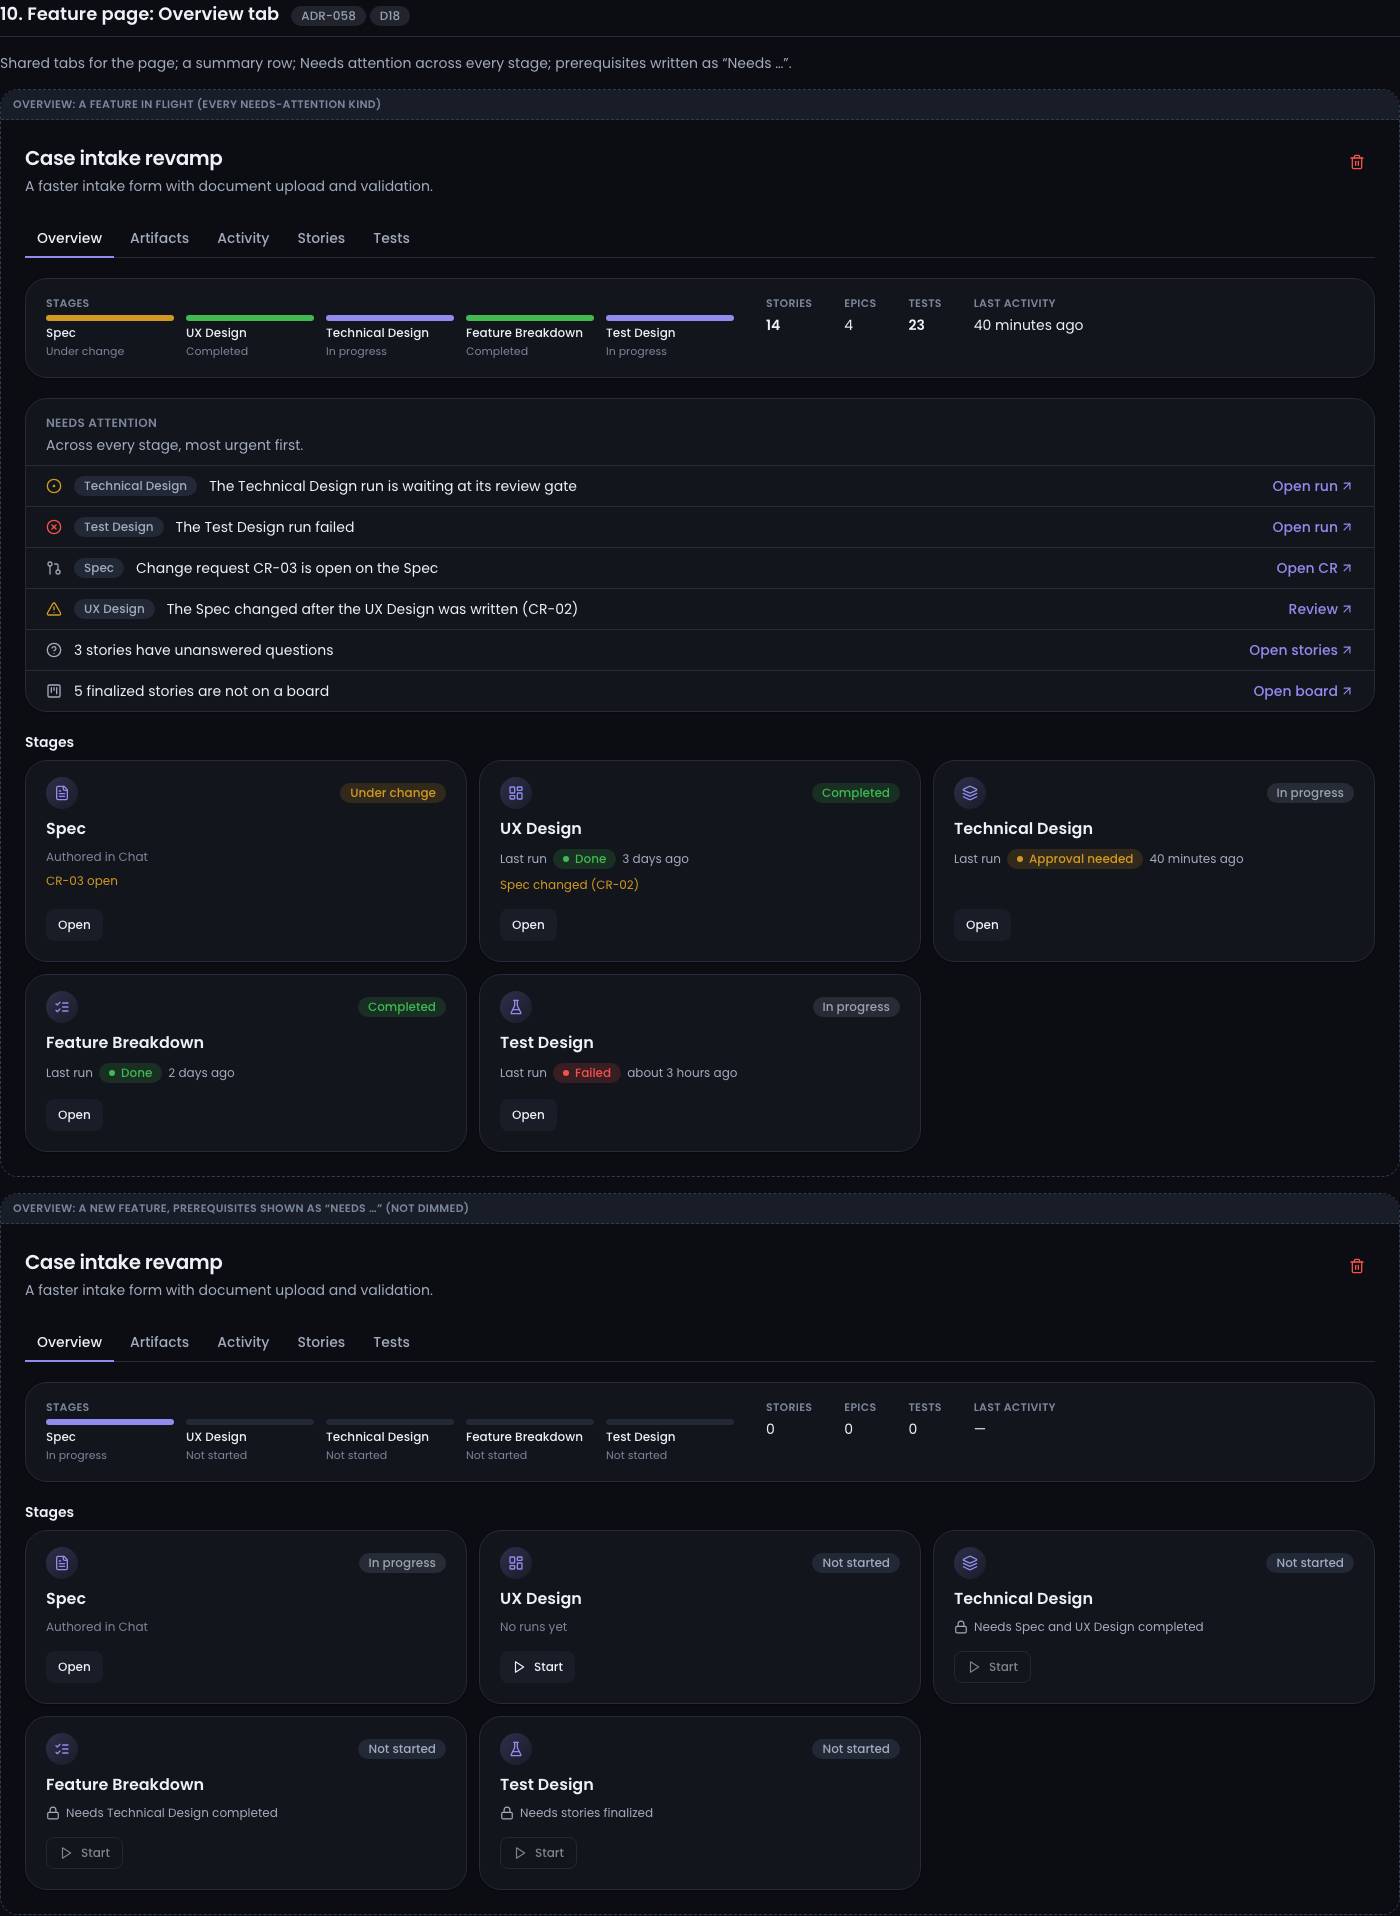 10. Feature page: Overview tab ADR-058 D18
Shared tabs for the page; a summary row; Needs attention across every stage; prerequisites written as “Needs …”.
OVERVIEW: A FEATURE IN FLIGHT (EVERY NEEDS-ATTENTION KIND)
Case intake revamp
A faster intake form with document upload and validation.
Overview Artifacts Activity Stories Tests
STAGES STORIES EPICS TESTS LAST ACTIVITY
14 4 23 40 minutes ago
Spec UX Design Technical Design Feature Breakdown Test Design
Under change Completed In progress Completed In progress
NEEDS ATTENTION
Across every stage, most urgent first.
Technical Design The Technical Design run is waiting at its review gate Open run
Test Design The Test Design run failed Open run
Spec Change request CR-03 is open on the Spec Open CR
UX Design The Spec changed after the UX Design was written (CR-02) Review
3 stories have unanswered questions Open stories
5 finalized stories are not on a board Open board
Stages
Under change Completed In progress
Spec UX Design Technical Design
Authored in Chat Last run Done 3 days ago Last run Approval needed 40 minutes ago
CR-03 open Spec changed (CR-02)
Open Open Open
Completed In progress
Feature Breakdown Test Design
Last run Done 2 days ago Last run Failed about 3 hours ago
Open Open
OVERVIEW: A NEW FEATURE, PREREQUISITES SHOWN AS “NEEDS …” (NOT DIMMED)
Case intake revamp
A faster intake form with document upload and validation.
Overview Artifacts Activity Stories Tests
STAGES STORIES EPICS TESTS LAST ACTIVITY
0 0 0 —
Spec UX Design Technical Design Feature Breakdown Test Design
In progress Not started Not started Not started Not started
Stages
In progress Not started Not started
Spec UX Design Technical Design
Authored in Chat No runs yet Needs Spec and UX Design completed
Open Start Start
Not started Not started
Feature Breakdown Test Design
Needs Technical Design completed Needs stories finalized
Start Start